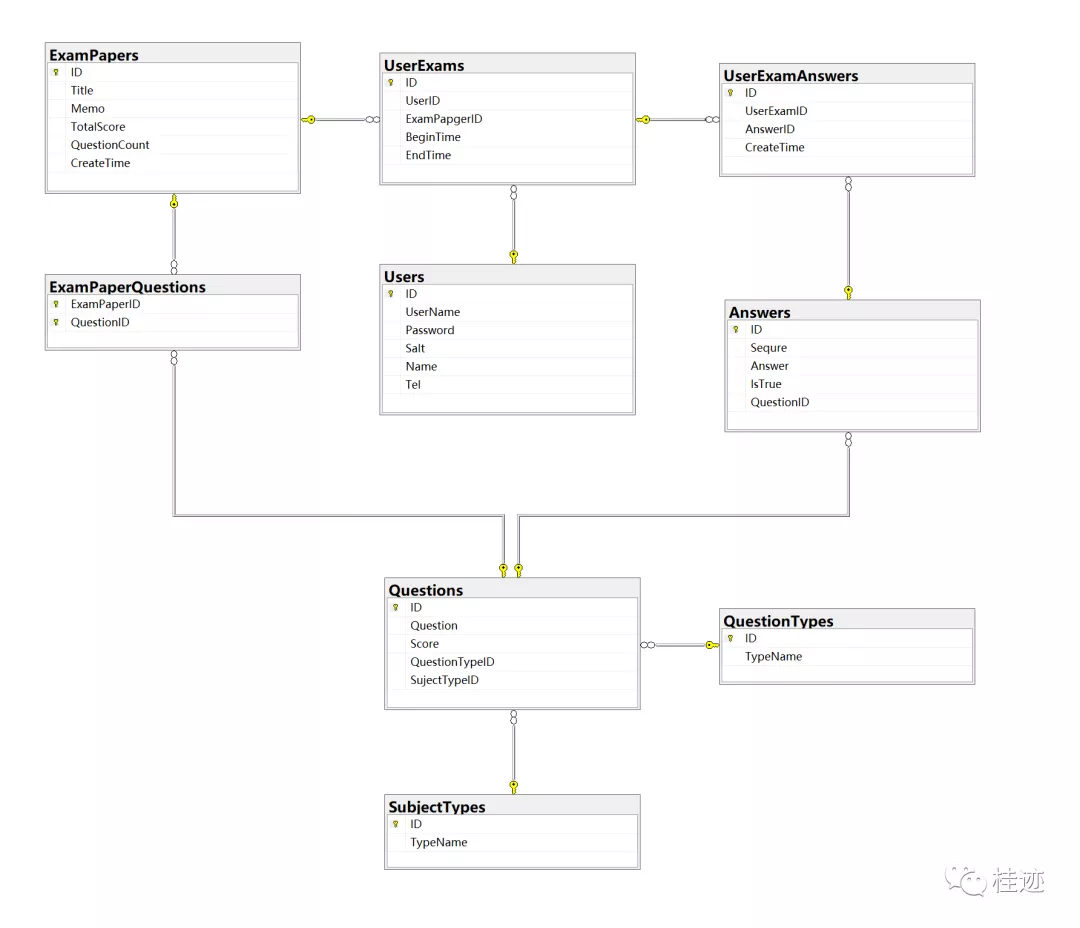 ExamPapers
ID
Title
Memo
TotalScore
QuestionCount
CreateTime
UserExams
ID
UserID
ExamPapgerID
BeginTime
EndTime
UserExamAnswers
ID
UserExamID
AnswerID
CreateTime
ExamPaperQuestions
ExamPaperID
QuestionID
Users
ID
UserName
Password
Salt
Name
Tel
Answers
ID
Sequre
Answer
IsTrue
QuestionID
Questions
ID
Question
Score
QuestionTypeID
SujectTypeID
QuestionTypes
ID
TypeName
SubjectTypes
ID
TypeName
桂迹